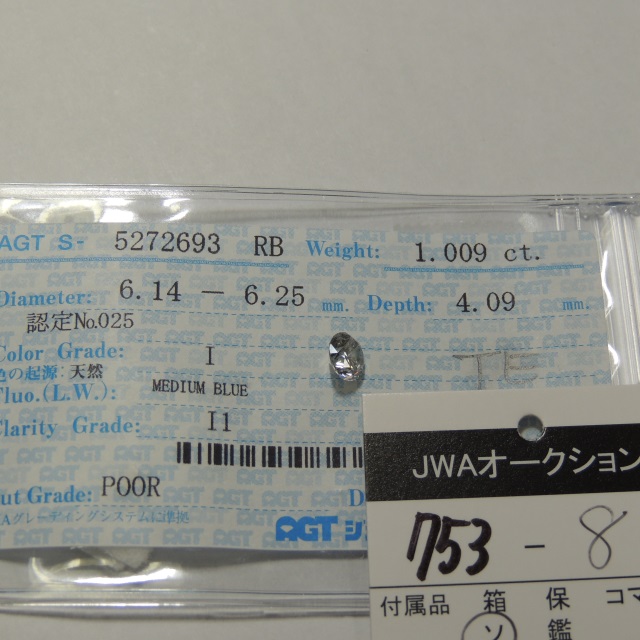 AGT S- 5272693 RB Weight: 1.009 ct.
Diameter: 6.14 — 6.25 mm. Depth: 4.09 mm.
認定No.025
Color Grade: I
色の起源: 天然
Fluo.(L.W.): MEDIUM BLUE
Clarity Grade: I1
Cut Grade: POOR
AGT
JWAオークション
753 - 8
付属品 箱 保 コマ
ソ 鑑